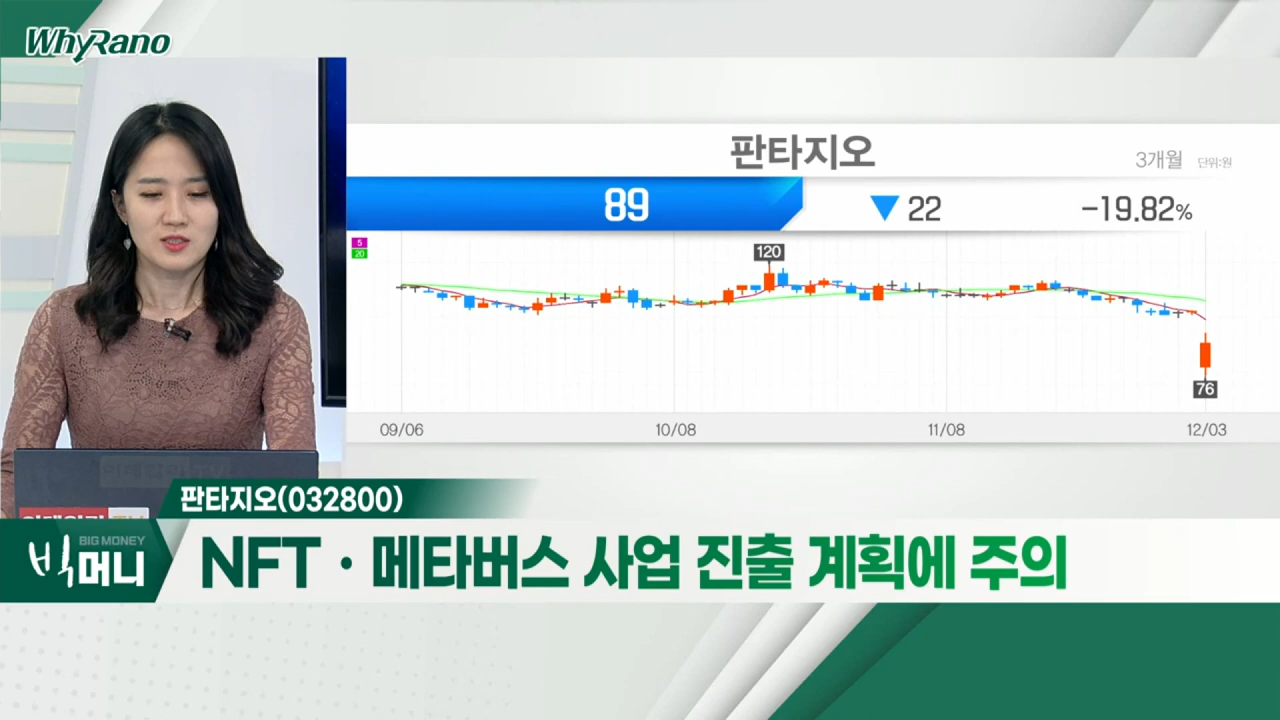 WhyRano
판타지오
3개월 단위:원
89 ▼ 22 -19.82%
5
20
120
76
09/06 10/08 11/08 12/03
판타지오(032800)
BIG MONEY
빅머니
NFT · 메타버스 사업 진출 계획에 주의